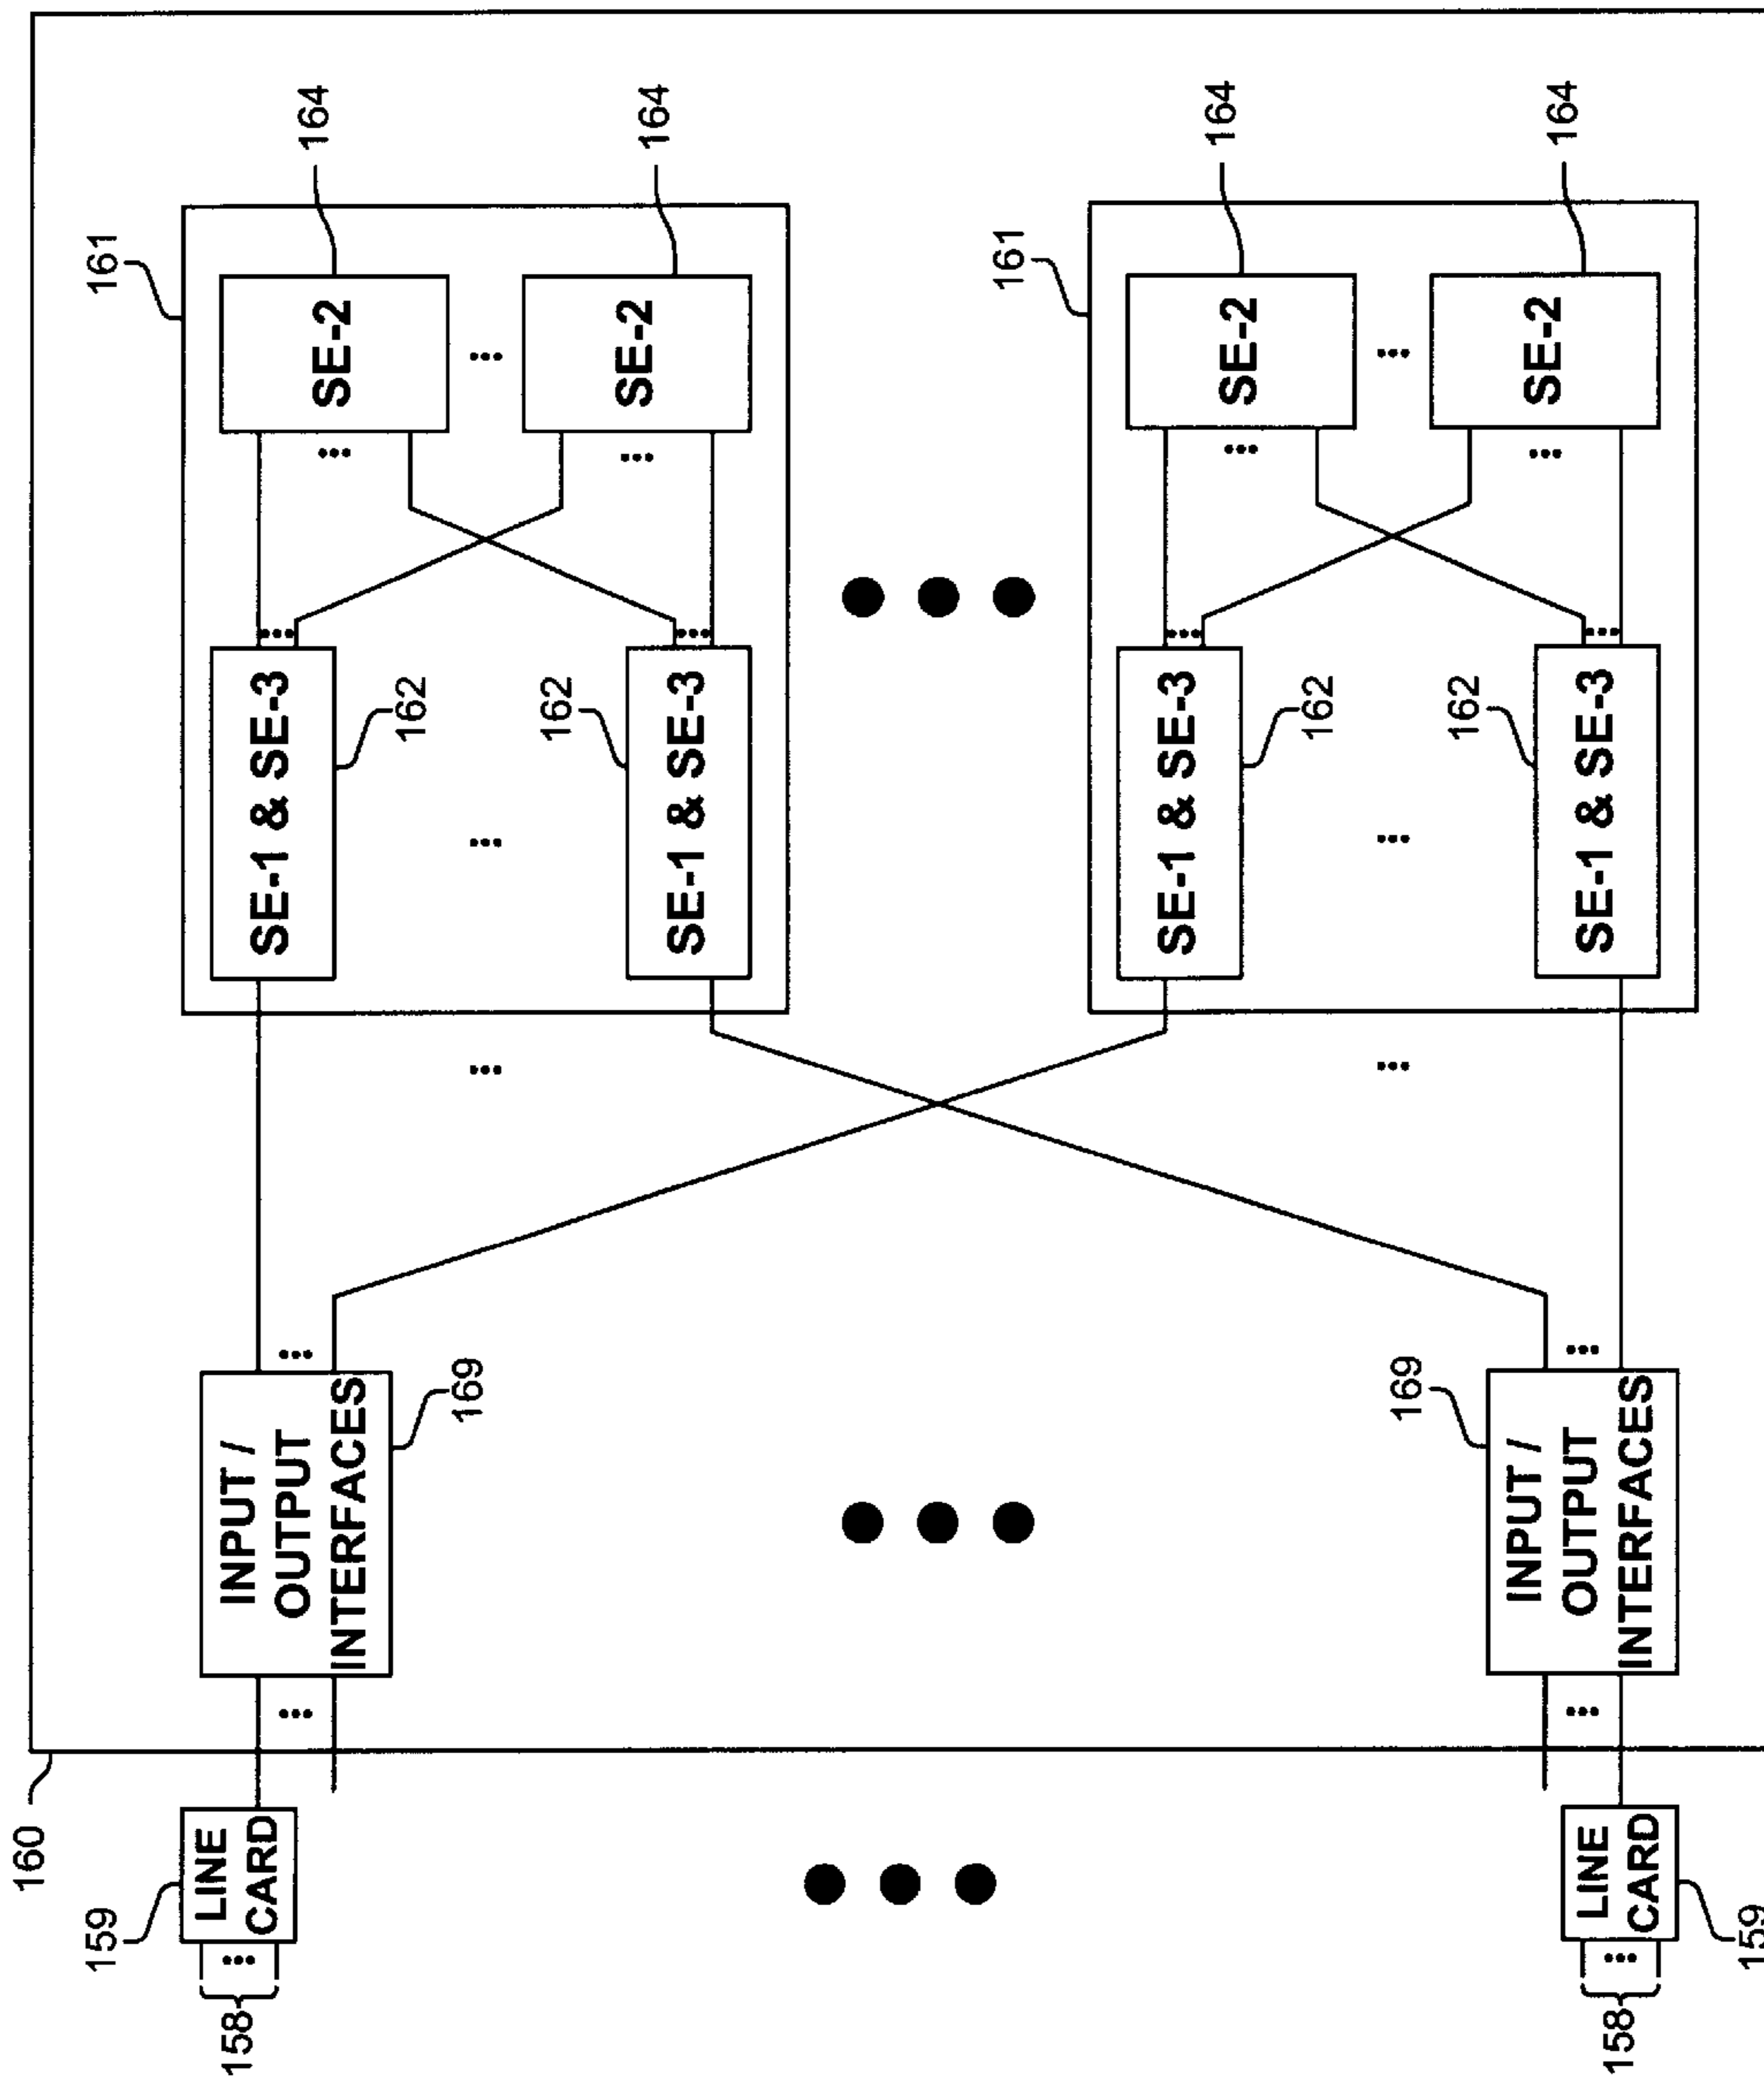 160
158
159
LINE
CARD
INPUT /
OUTPUT
INTERFACES
169
161
SE-1 & SE-3
162
SE-2
164
SE-1 & SE-3
162
SE-2
164
161
SE-1 & SE-3
162
SE-2
164
SE-1 & SE-3
162
SE-2
164
158
LINE
CARD
159
169
INPUT /
OUTPUT
INTERFACES